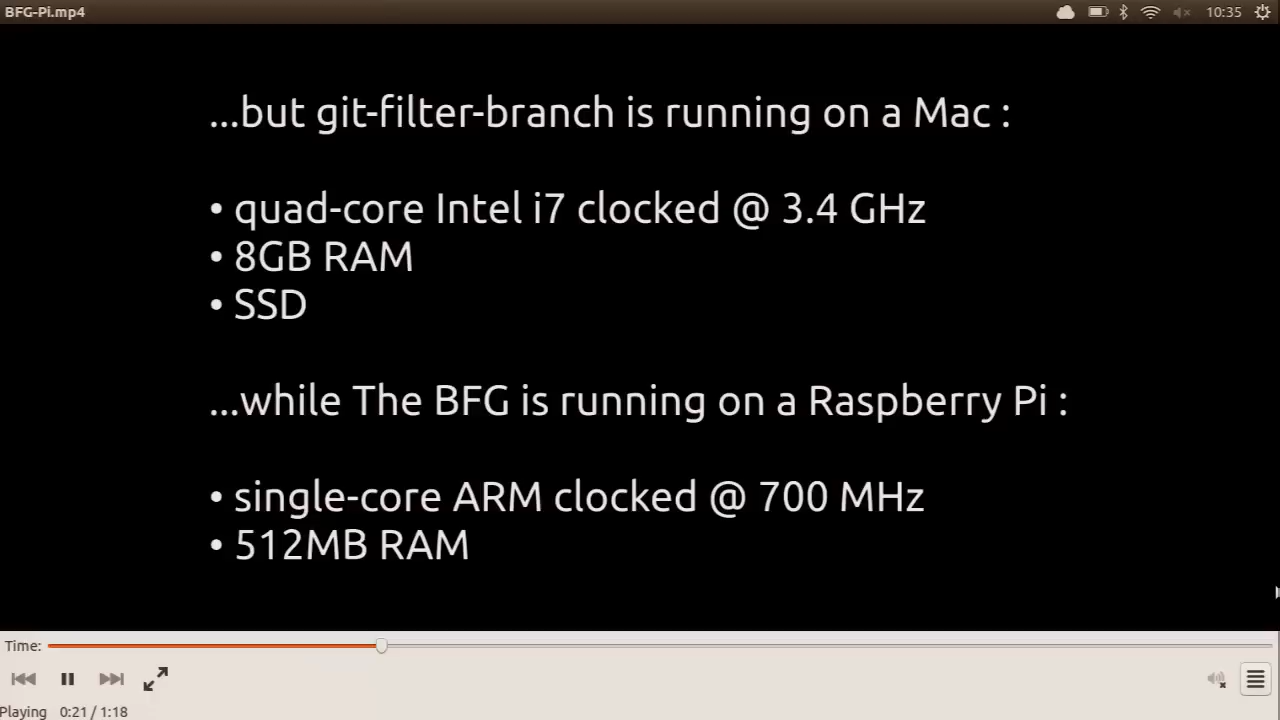 BFG-Pi.mp4
10:35
...but git-filter-branch is running on a Mac :
• quad-core Intel i7 clocked @ 3.4 GHz
• 8GB RAM
• SSD
...while The BFG is running on a Raspberry Pi :
• single-core ARM clocked @ 700 MHz
• 512MB RAM
Time:
Playing 0:21 / 1:18